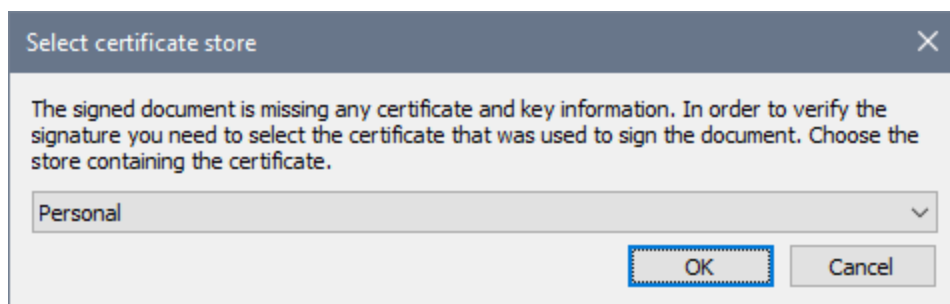 Select certificate store
The signed document is missing any certificate and key information. In order to verify the
signature you need to select the certificate that was used to sign the document. Choose the
store containing the certificate.
Personal
OK
Cancel